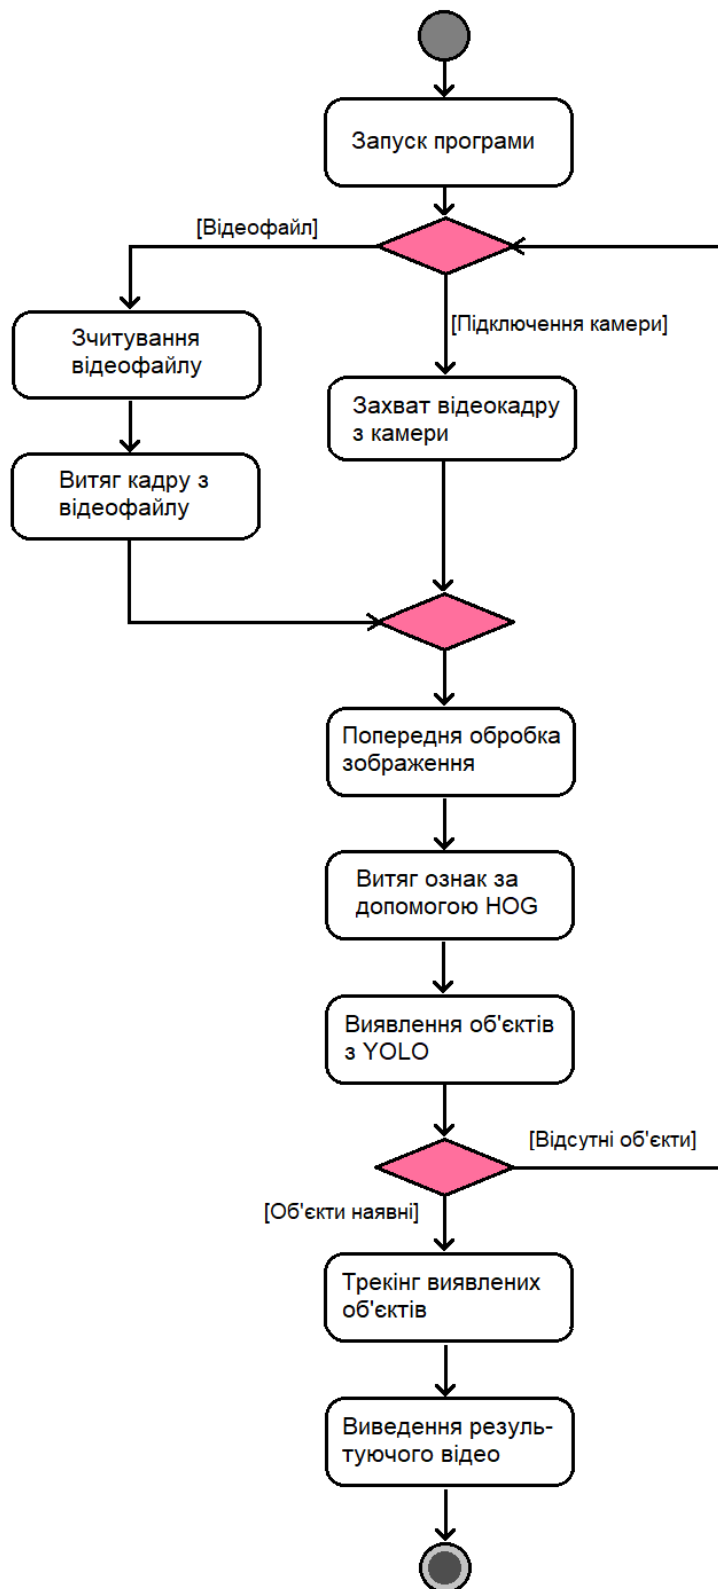 Запуск програми
[Відеофайл]
[Підключення камери]
Зчитування
відеофайлу
Захват відеокадру
з камери
Витяг кадру з
відеофайлу
Попередня обробка
зображення
Витяг ознак за
допомогою HOG
Виявлення об'єктів
з YOLO
[Відсутні об'єкти]
[Об'єкти наявні]
Трекінг виявлених
об'єктів
Виведення резуль-
туючого відео